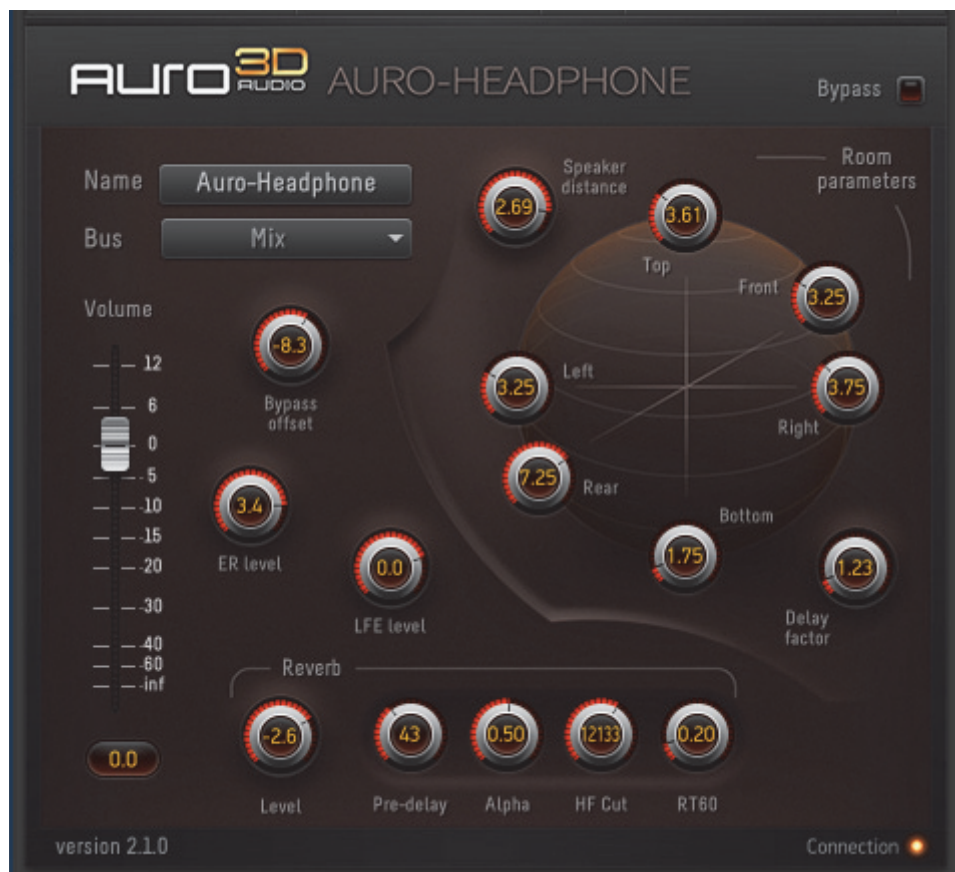 AURO 3D AUDIO AURO-HEADPHONE
Bypass
Name Auro-Headphone
Bus Mix
Room
parameters
Speaker
distance
2.69
3.61
Top
Front
3.25
3.25
Left
3.75
Right
7.25
Rear
Bottom
1.75
1.23
Delay
factor
Volume
12
6
0
-5
-10
-15
-20
-30
-40
-60
-inf
0.0
-8.3
Bypass
offset
3.4
ER level
0.0
LFE level
Reverb
-2.6 43 0.50 12133 0.20
Level Pre-delay Alpha HF Cut RT60
version 2.1.0
Connection